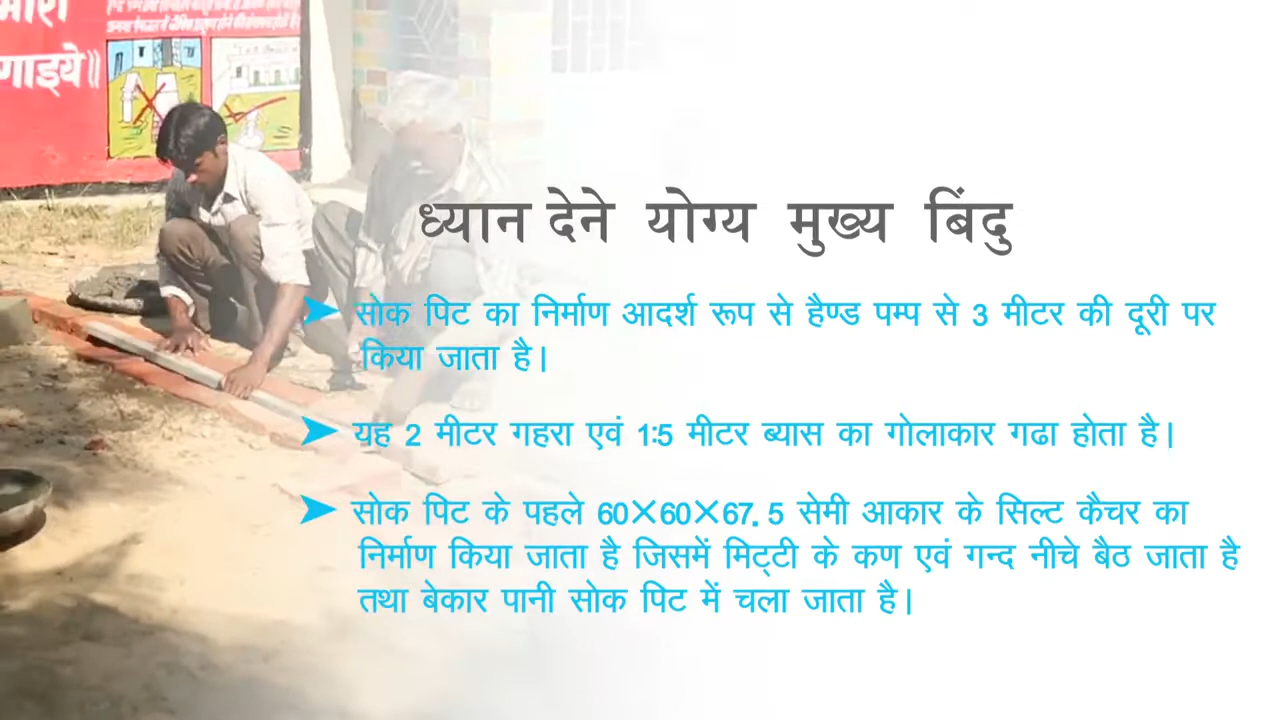 गाइये॥
ध्यान देने योग्य मुख्य बिंदु
सोक पिट का निर्माण आदर्श रूप से हैण्ड पम्प से 3 मीटर की दूरी पर
किया जाता है।
यह 2 मीटर गहरा एवं 1:5 मीटर ब्यास का गोलाकार गढा होता है।
सोक पिट के पहले 60×60×67.5 सेमी आकार के सिल्ट कैचर का
निर्माण किया जाता है जिसमें मिट्टी के कण एवं गन्द नीचे बैठ जाता है
तथा बेकार पानी सोक पिट में चला जाता है।